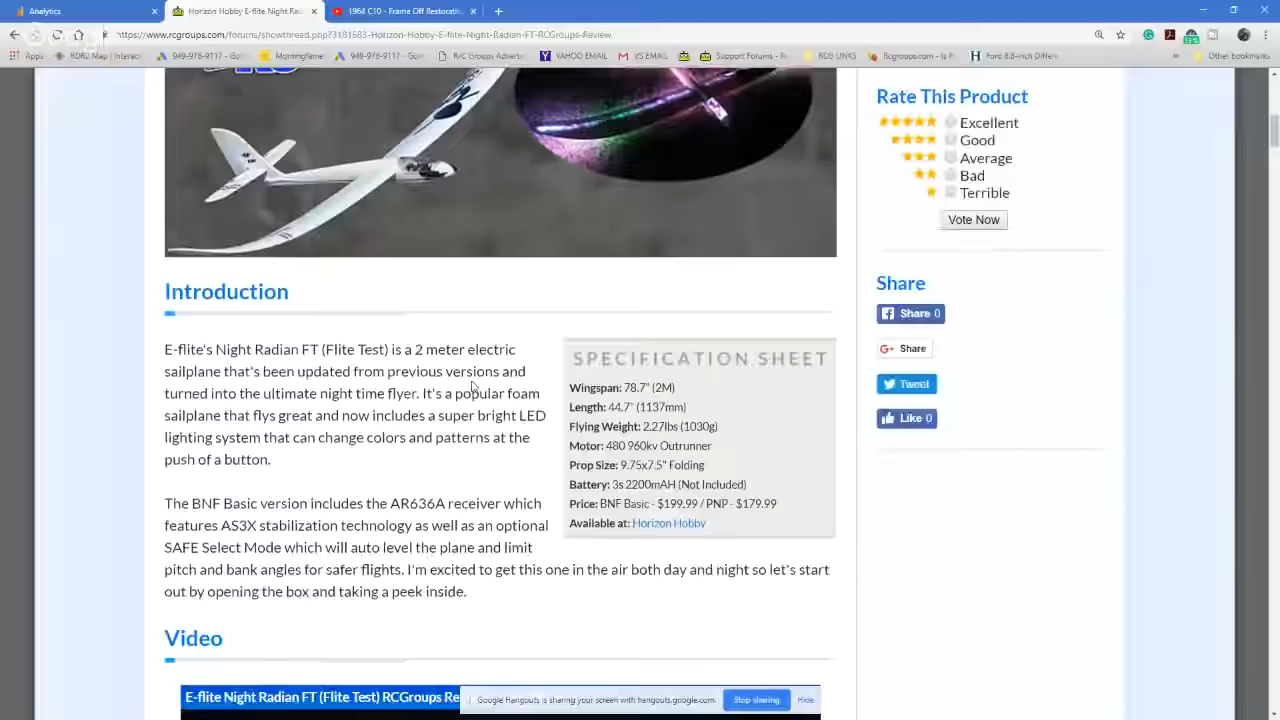 Analytics
Horizon Hobby E-flite Night Rad
1964 C10 - Frame Off Restorati
https://www.rcgroups.com/forums/showthread.php?3181583-Horizon-Hobby-E-flite-Night-Radian-FT-RCGroups-Review
Apps
RDR2 Map | Interac
949-978-9117 - iGo
Morningfame
949-978-9117 - Goo
R/C Groups Adverti
YAHOO EMAIL
VS EMAIL
Support Forums - R
RCG LINKS
Rcgroups.com - Is
Ford 8.8-inch Differe
Other bookmarks
Introduction
E-flite's Night Radian FT (Flite Test) is a 2 meter electric
sailplane that's been updated from previous versions and
turned into the ultimate night time flyer. It's a popular foam
sailplane that flys great and now includes a super bright LED
lighting system that can change colors and patterns at the
push of a button.
SPECIFICATION SHEET
Wingspan: 78.7" (2M)
Length: 44.7" (1137mm)
Flying Weight: 2.27lbs (1030g)
Motor: 480 960kv Outrunner
Prop Size: 9.75x7.5" Folding
Battery: 3s 2200mAH (Not Included)
Price: BNF Basic - $199.99 / PNP - $179.99
Available at: Horizon Hobby
The BNF Basic version includes the AR636A receiver which
features AS3X stabilization technology as well as an optional
SAFE Select Mode which will auto level the plane and limit
pitch and bank angles for safer flights. I'm excited to get this one in the air both day and night so let's start
out by opening the box and taking a peek inside.
Video
E-flite Night Radian FT (Flite Test) RCGroups Re
Google Hangouts is sharing your screen with hangouts.google.com.
Stop sharing
Hide
Rate This Product
Excellent
Good
Average
Bad
Terrible
Vote Now
Share
Share 0
G+ Share
Tweet
Like 0